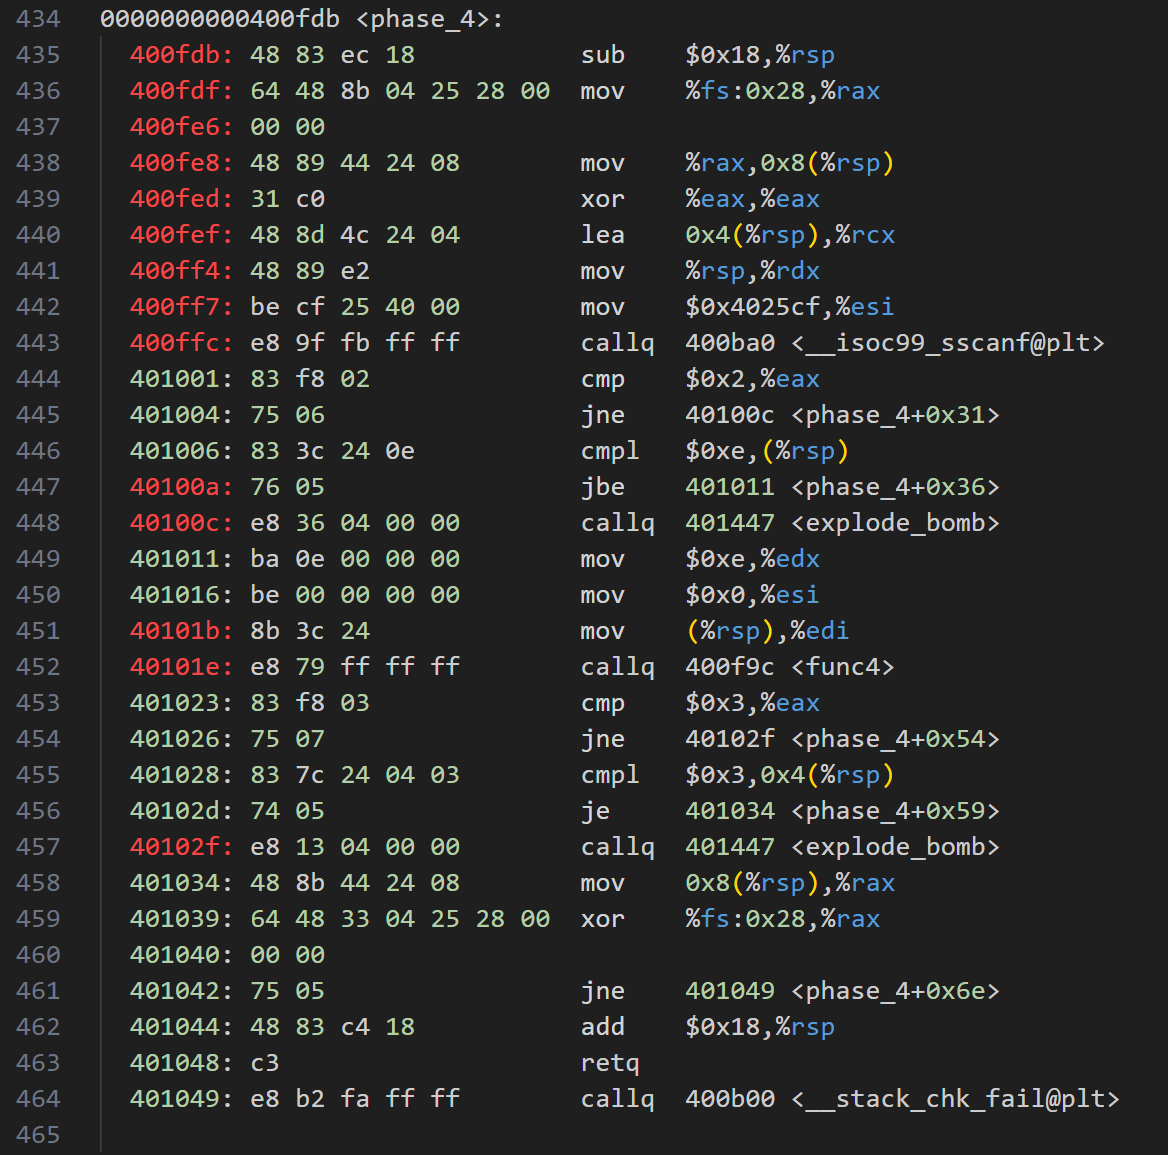 434 0000000000400fdb <phase_4>:
435 400fdb: 48 83 ec 18 sub $0x18,%rsp
436 400fdf: 64 48 8b 04 25 28 00 mov %fs:0x28,%rax
437 400fe6: 00 00
438 400fe8: 48 89 44 24 08 mov %rax,0x8(%rsp)
439 400fed: 31 c0 xor %eax,%eax
440 400fef: 48 8d 4c 24 04 lea 0x4(%rsp),%rcx
441 400ff4: 48 89 e2 mov %rsp,%rdx
442 400ff7: be cf 25 40 00 mov $0x4025cf,%esi
443 400ffc: e8 9f fb ff ff callq 400ba0 <__isoc99_sscanf@plt>
444 401001: 83 f8 02 cmp $0x2,%eax
445 401004: 75 06 jne 40100c <phase_4+0x31>
446 401006: 83 3c 24 0e cmpl $0xe,(%rsp)
447 40100a: 76 05 jbe 401011 <phase_4+0x36>
448 40100c: e8 36 04 00 00 callq 401447 <explode_bomb>
449 401011: ba 0e 00 00 00 mov $0xe,%edx
450 401016: be 00 00 00 00 mov $0x0,%esi
451 40101b: 8b 3c 24 mov (%rsp),%edi
452 40101e: e8 79 ff ff ff callq 400f9c <func4>
453 401023: 83 f8 03 cmp $0x3,%eax
454 401026: 75 07 jne 40102f <phase_4+0x54>
455 401028: 83 7c 24 04 03 cmpl $0x3,0x4(%rsp)
456 40102d: 74 05 je 401034 <phase_4+0x59>
457 40102f: e8 13 04 00 00 callq 401447 <explode_bomb>
458 401034: 48 8b 44 24 08 mov 0x8(%rsp),%rax
459 401039: 64 48 33 04 25 28 00 xor %fs:0x28,%rax
460 401040: 00 00
461 401042: 75 05 jne 401049 <phase_4+0x6e>
462 401044: 48 83 c4 18 add $0x18,%rsp
463 401048: c3 retq
464 401049: e8 b2 fa ff ff callq 400b00 <__stack_chk_fail@plt>
465